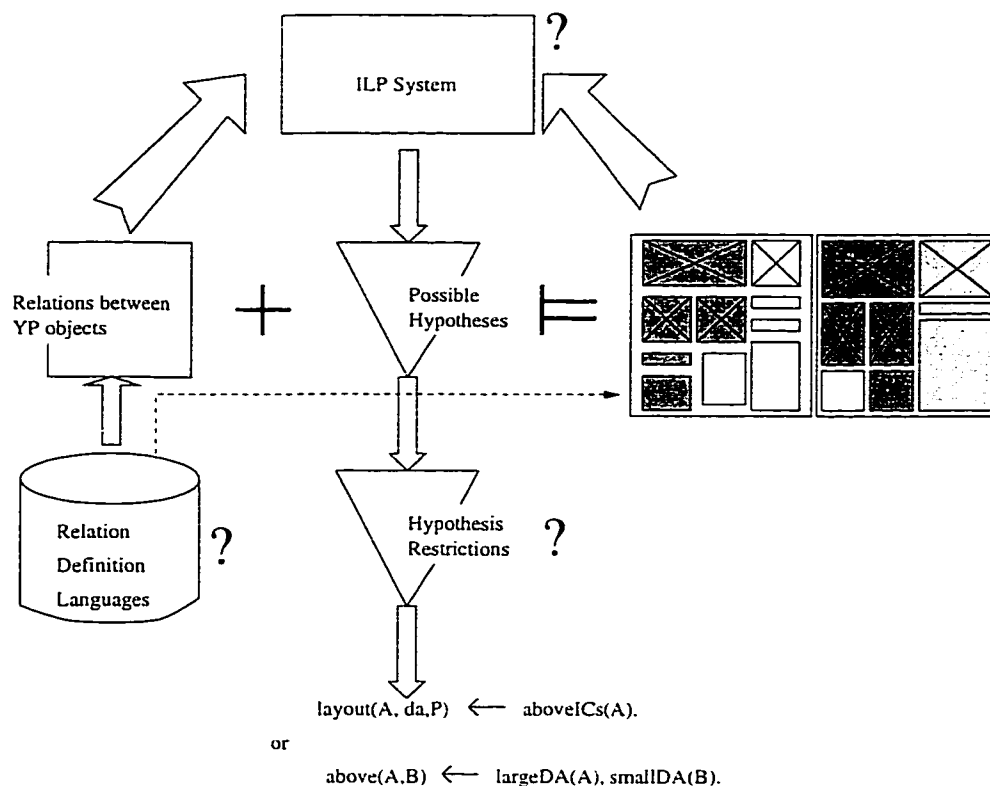 ?
ILP System
Relations between
YP objects
+
Possible
Hypotheses
⊨
Relation
Definition
Languages
?
Hypothesis
Restrictions
?
layout(A, da,P) ← aboveICs(A).
or
above(A,B) ← largeDA(A), smallDA(B).